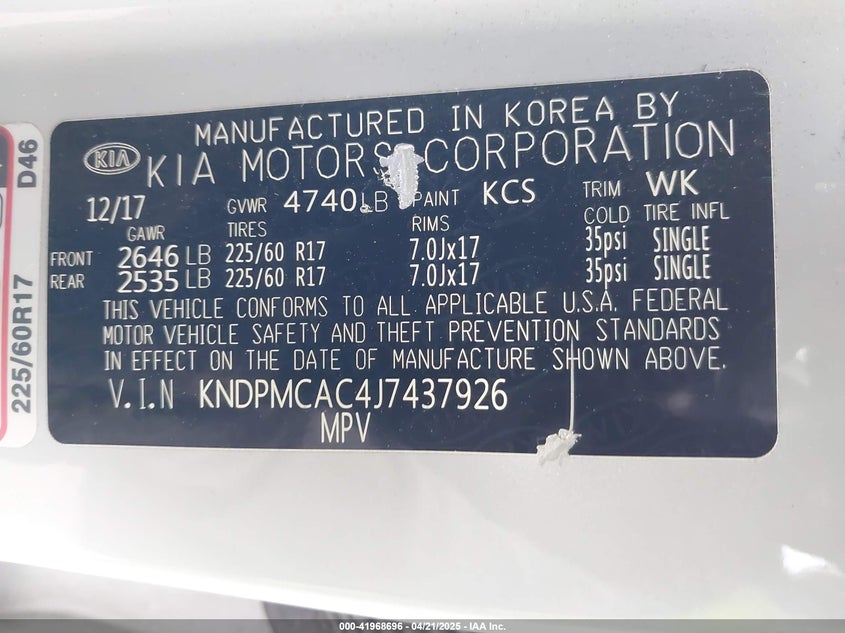 MANUFACTURED IN KOREA BY
KIA KIA MOTORS CORPORATION
12/17 GVWR 4740LB PAINT KCS TRIM WK
GAWR TIRES RIMS COLD TIRE INFL
FRONT 2646 LB 225/60 R17 7.0Jx17 35psi SINGLE
REAR 2535 LB 225/60 R17 7.0Jx17 35psi SINGLE
THIS VEHICLE CONFORMS TO ALL APPLICABLE U.S.A. FEDERAL
MOTOR VEHICLE SAFETY AND THEFT PREVENTION STANDARDS
IN EFFECT ON THE DATE OF MANUFACTURE SHOWN ABOVE.
V.I.N KNDPMCAC4J7437926
MPV
225/60R17 D46
000-41968696 - 04/21/2025 - IAA Inc.